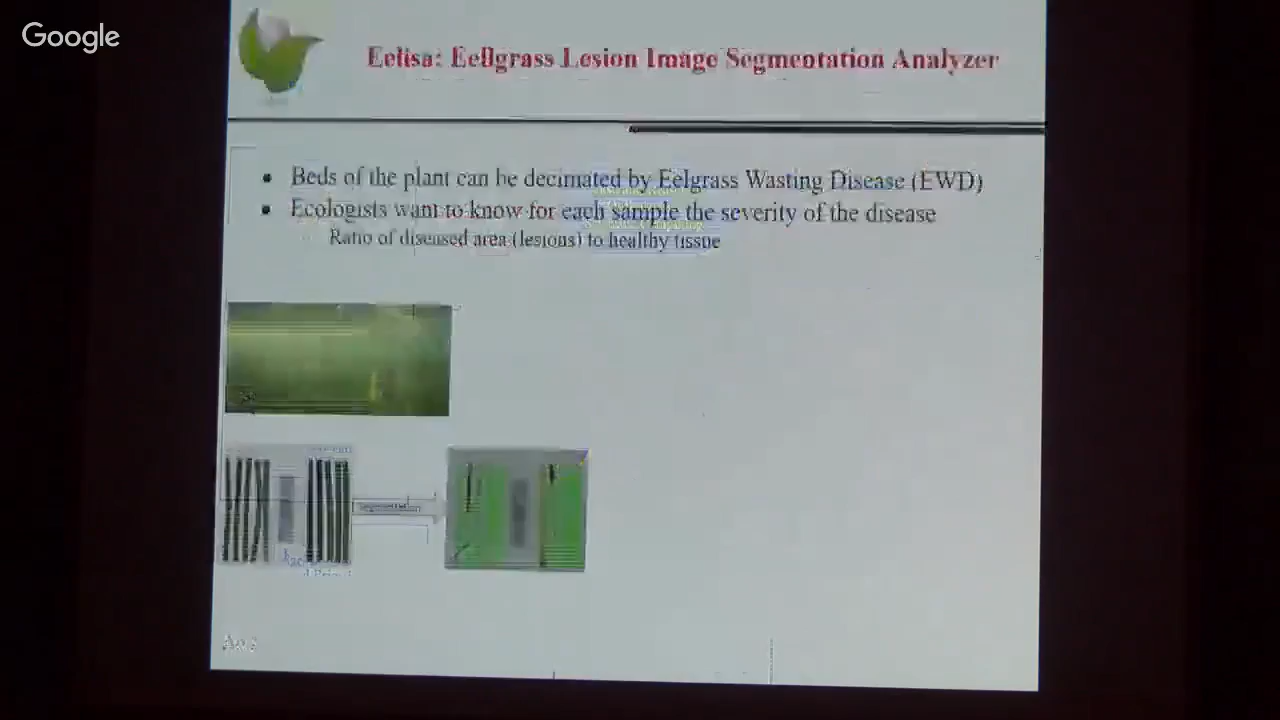 Google
Eelisa: Eellgrass Lesion Image Segmentation Analyzer
• Beds of the plant can be decimated by Eelgrass Wasting Disease (EWD)
• Ecologists want to know for each sample the severity of the disease
Ratio of diseased area (lesions) to healthy tissue
Segmentation